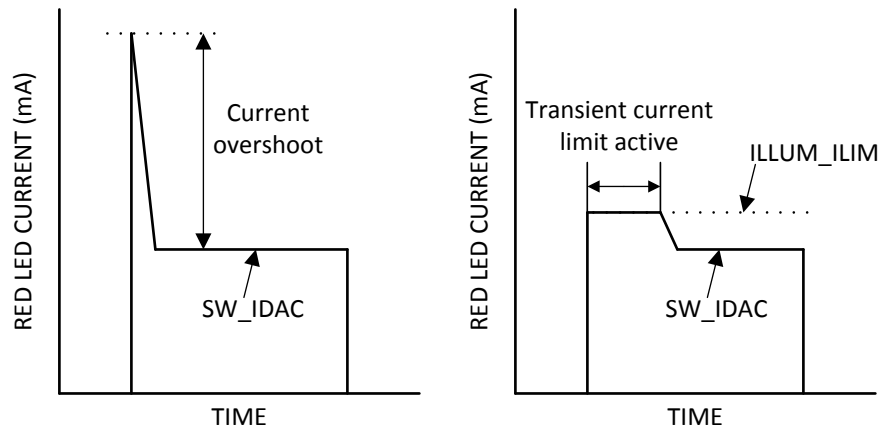 RED LED CURRENT (mA)
Current
overshoot
SW_IDAC
TIME
RED LED CURRENT (mA)
Transient current
limit active
ILLUM_ILIM
SW_IDAC
TIME